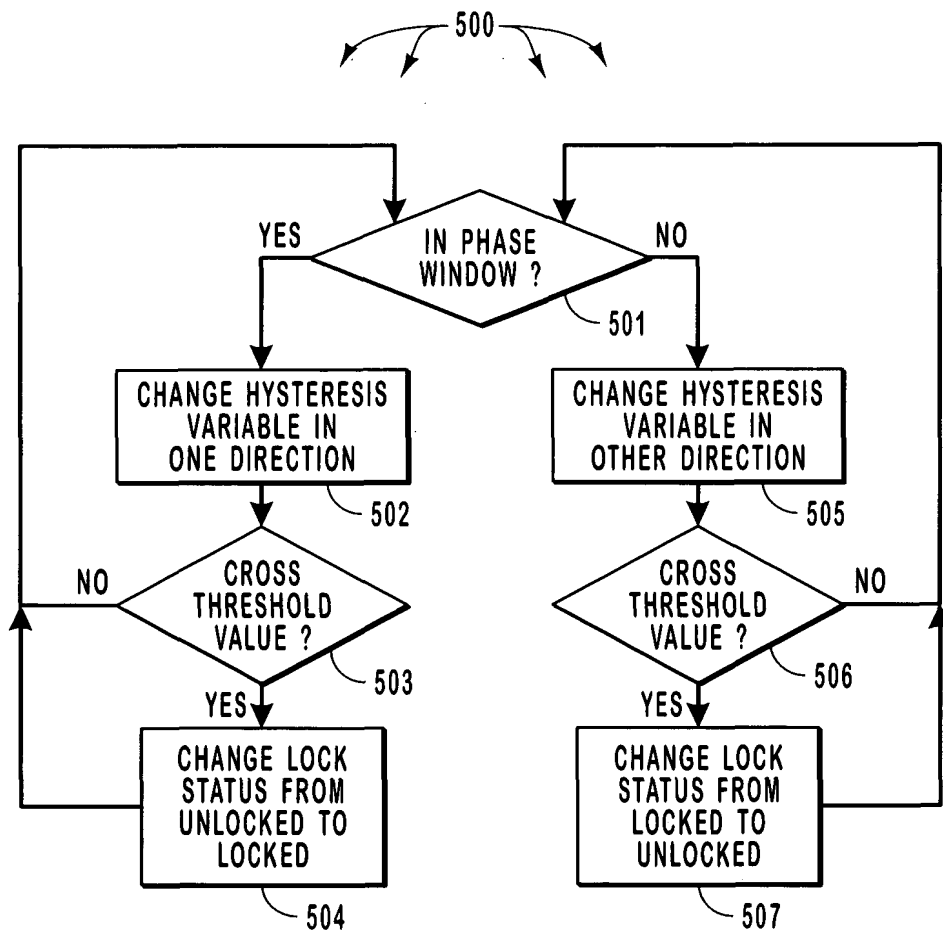 500
YES
IN PHASE
WINDOW ?
NO
501
CHANGE HYSTERESIS
VARIABLE IN
ONE DIRECTION
502
CHANGE HYSTERESIS
VARIABLE IN
OTHER DIRECTION
505
NO
CROSS
THRESHOLD
VALUE ?
503
CROSS
THRESHOLD
VALUE ?
NO
506
YES
CHANGE LOCK
STATUS FROM
UNLOCKED TO
LOCKED
504
YES
CHANGE LOCK
STATUS FROM
LOCKED TO
UNLOCKED
507